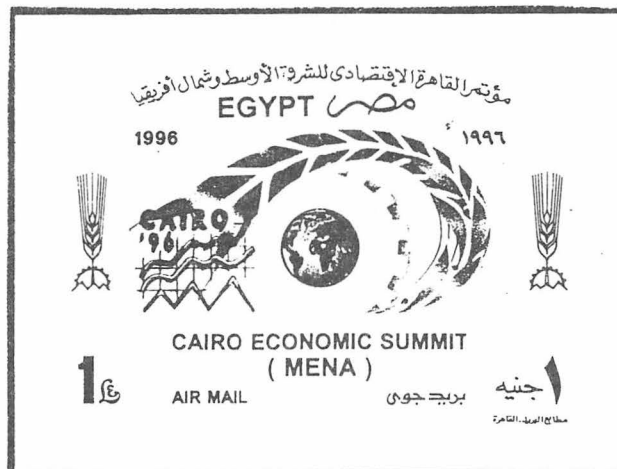 مؤتمر القاهرة الإقتصادى للشرق الأوسط وشمال أفريقيا
EGYPT مصر
1996 ١٩٩٦
CAIRO
'96
CAIRO ECONOMIC SUMMIT
( MENA )
1 L.E ١ جنيه
AIR MAIL بريد جوى
مطابع البريد . القاهرة